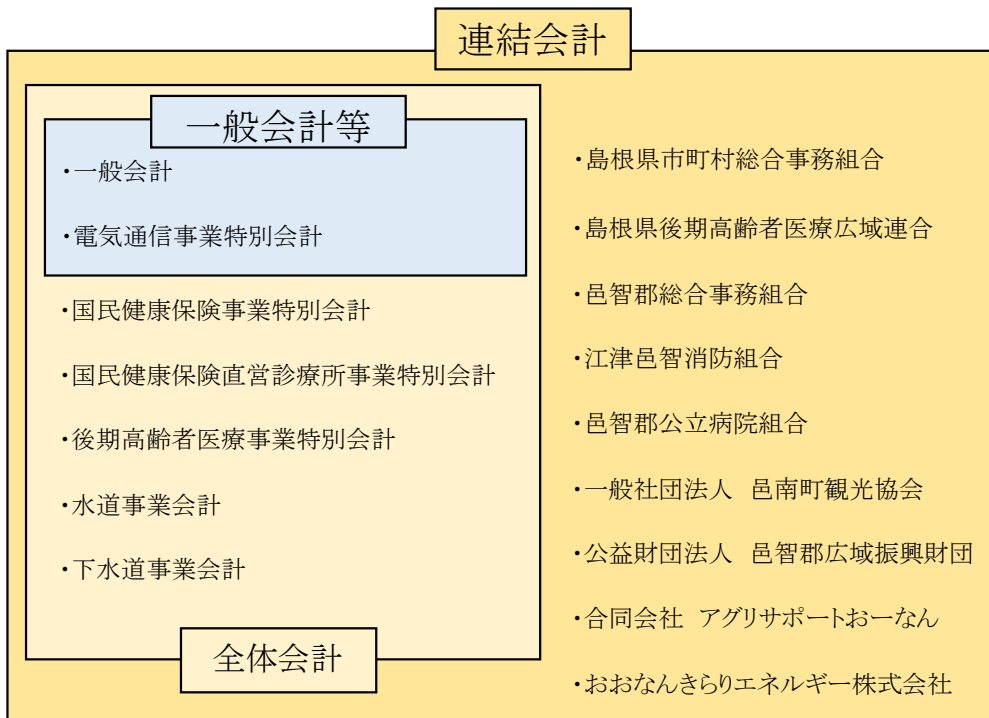 連結会計
一般会計等
・一般会計
・電気通信事業特別会計
・国民健康保険事業特別会計
・国民健康保険直営診療所事業特別会計
・後期高齢者医療事業特別会計
・水道事業会計
・下水道事業会計
全体会計
・島根県市町村総合事務組合
・島根県後期高齢者医療広域連合
・邑智郡総合事務組合
・江津邑智消防組合
・邑智郡公立病院組合
・一般社団法人　邑南町観光協会
・公益財団法人　邑智郡広域振興財団
・合同会社　アグリサポートおーなん
・おおなんきらりエネルギー株式会社